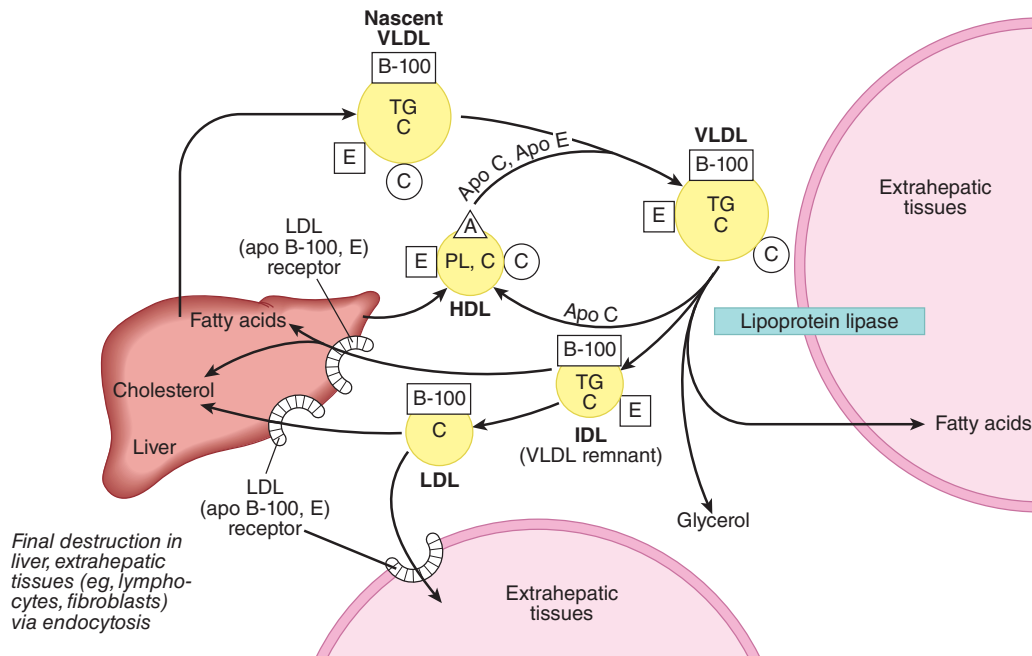 Nascent
VLDL
B-100
TG
C
E
C
Apo C, Apo E
VLDL
B-100
TG
C
E
C
Extrahepatic
tissues
LDL
(apo B-100, E)
receptor
A
E
PL, C
C
HDL
Apo C
Lipoprotein lipase
Fatty acids
Cholesterol
Liver
B-100
TG
C
E
IDL
(VLDL remnant)
B-100
C
LDL
Fatty acids
Glycerol
LDL
(apo B-100, E)
receptor
Final destruction in
liver, extrahepatic
tissues (eg, lympho-
cytes, fibroblasts)
via endocytosis
Extrahepatic
tissues